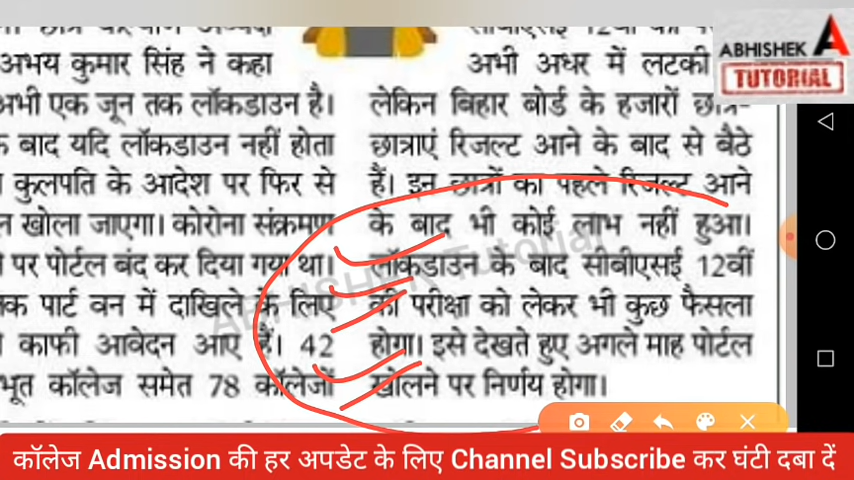 अभय कुमार सिंह ने कहा
अभी एक जून तक लॉकडाउन है।
बाद यदि लॉकडाउन नहीं होता
कुलपति के आदेश पर फिर से
खोला जाएगा। कोरोना संक्रमण
पर पोर्टल बंद कर दिया गया था।
तक पार्ट वन में दाखिले के लिए
काफी आवेदन आए हैं। 42
कॉलेज समेत 78 कॉलेजों
अभी अधर में लटकी
लेकिन बिहार बोर्ड के हजारों छात्र-
छात्राएं रिजल्ट आने के बाद से बैठे
हैं। इन छात्रों को पहले रिजल्ट आने
के बाद भी कोई लाभ नहीं हुआ।
लॉकडाउन के बाद सीबीएसई 12वीं
की परीक्षा को लेकर भी कुछ फैसला
होगा। इसे देखते हुए अगले माह पोर्टल
खोलने पर निर्णय होगा।
ABHISHEK Tutorial
ABHISHEK A
TUTORIAL
कॉलेज Admission की हर अपडेट के लिए Channel Subscribe कर घंटी दबा दें